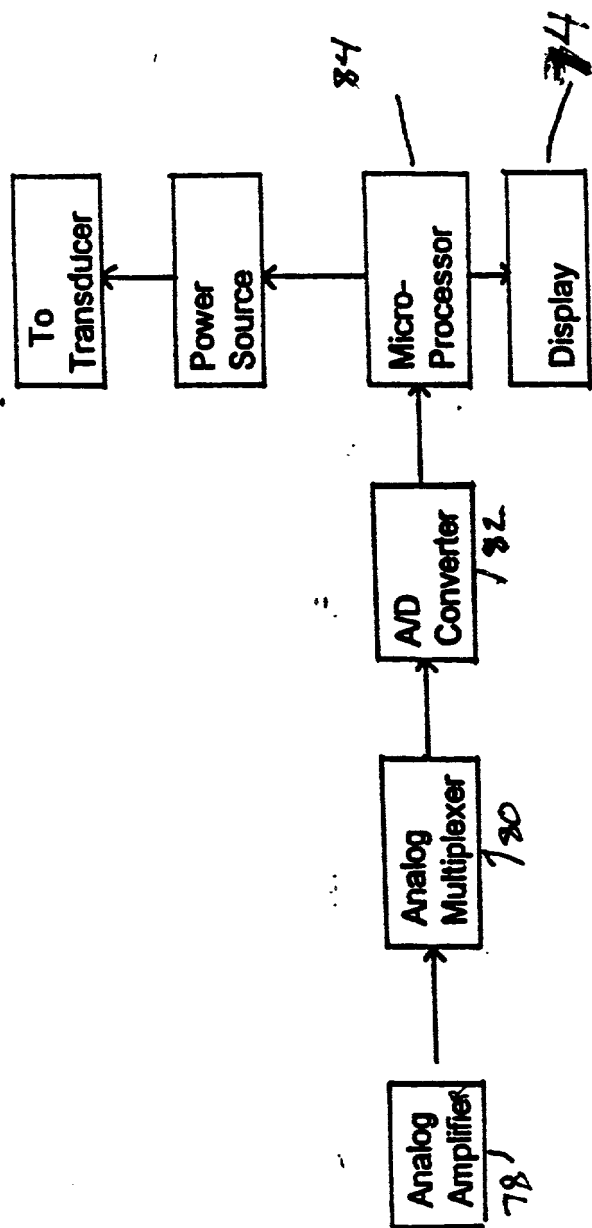 To
Transducer
Power
Source
Analog
Amplifier
78
Analog
Multiplexer
80
A/D
Converter
82
Micro-
Processor
84
Display